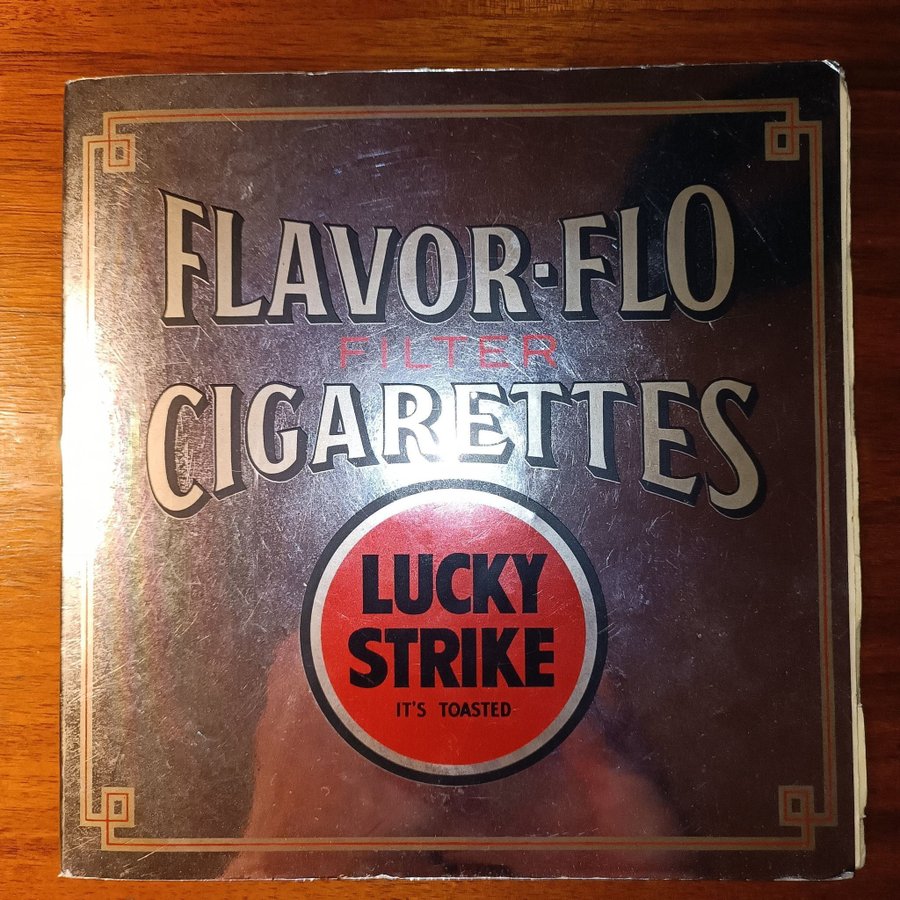 FLAVOR·FLO
FILTER
CIGARETTES
LUCKY
STRIKE
IT'S TOASTED